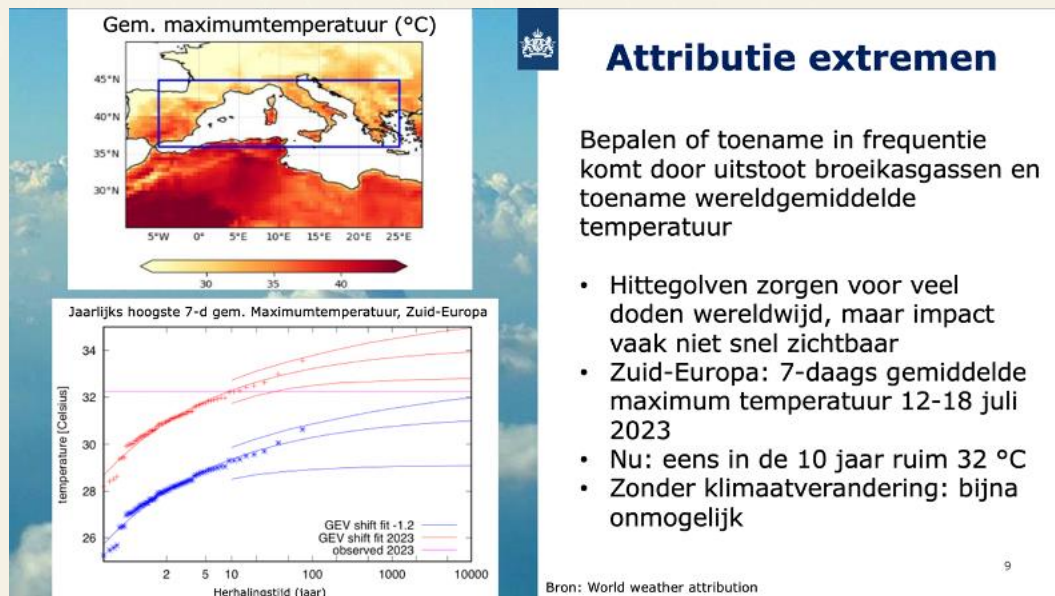 Gem. maximumtemperatuur (°C)
45°N
40°N
35°N
30°N
5°W 0° 5°E 10°E 15°E 20°E 25°E
30 35 40
Jaarlijks hoogste 7-d gem. Maximumtemperatuur, Zuid-Europa
temperature [Celsius]
34
32
30
28
26
GEV shift fit -1.2
GEV shift fit 2023
observed 2023
2 5 10 100 1000 10000
Herhalingstijd (jaar)
Attributie extremen
Bepalen of toename in frequentie
komt door uitstoot broeikasgassen en
toename wereldgemiddelde
temperatuur
• Hittegolven zorgen voor veel
doden wereldwijd, maar impact
vaak niet snel zichtbaar
• Zuid-Europa: 7-daags gemiddelde
maximum temperatuur 12-18 juli
2023
• Nu: eens in de 10 jaar ruim 32 °C
• Zonder klimaatverandering: bijna
onmogelijk
9
Bron: World weather attribution